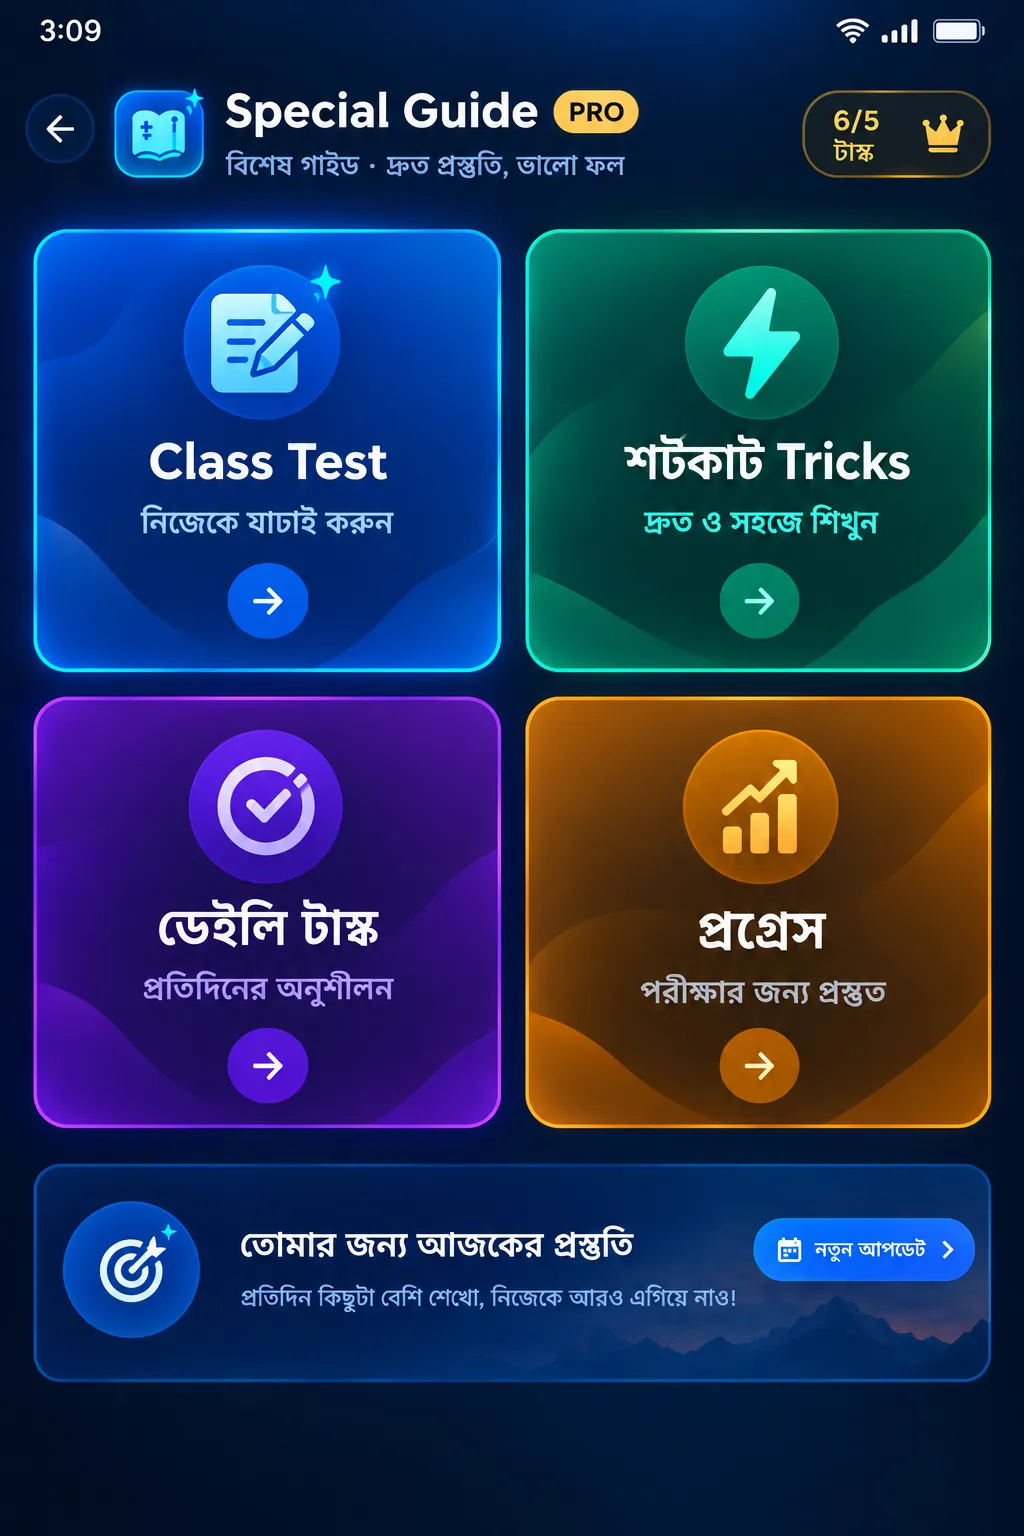 3:09
Special Guide PRO
বিশেষ গাইড · দ্রুত প্রস্তুতি, ভালো ফল
6/5
টাস্ক
Class Test
নিজেকে যাচাই করুন
শর্টকাট Tricks
দ্রুত ও সহজে শিখুন
ডেইলি টাস্ক
প্রতিদিনের অনুশীলন
প্রগ্রেস
পরীক্ষার জন্য প্রস্তুত
তোমার জন্য আজকের প্রস্তুতি
প্রতিদিন কিছুটা বেশি শেখো, নিজেকে আরও এগিয়ে নাও!
নতুন আপডেট